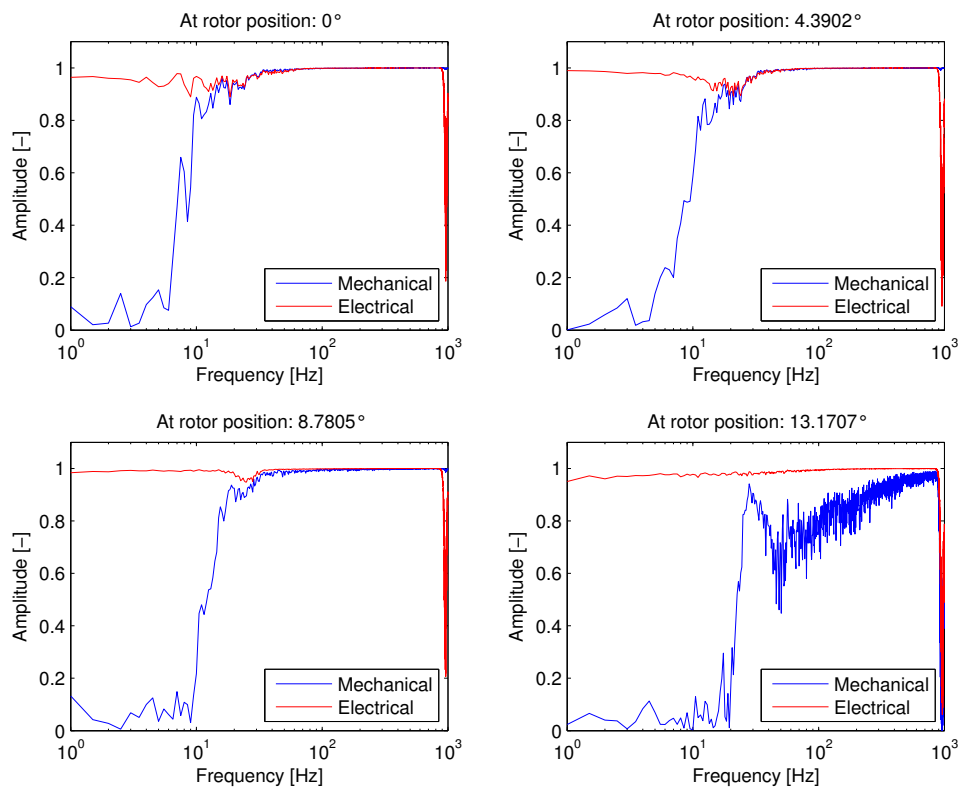 At rotor position: 0°
1
0.8
0.6
0.4
0.2
0
Amplitude [−]
Mechanical
Electrical
10^0 10^1 10^2 10^3
Frequency [Hz]
At rotor position: 4.3902°
1
0.8
0.6
0.4
0.2
0
Amplitude [−]
Mechanical
Electrical
10^0 10^1 10^2 10^3
Frequency [Hz]
At rotor position: 8.7805°
1
0.8
0.6
0.4
0.2
0
Amplitude [−]
Mechanical
Electrical
10^0 10^1 10^2 10^3
Frequency [Hz]
At rotor position: 13.1707°
1
0.8
0.6
0.4
0.2
0
Amplitude [−]
Mechanical
Electrical
10^0 10^1 10^2 10^3
Frequency [Hz]